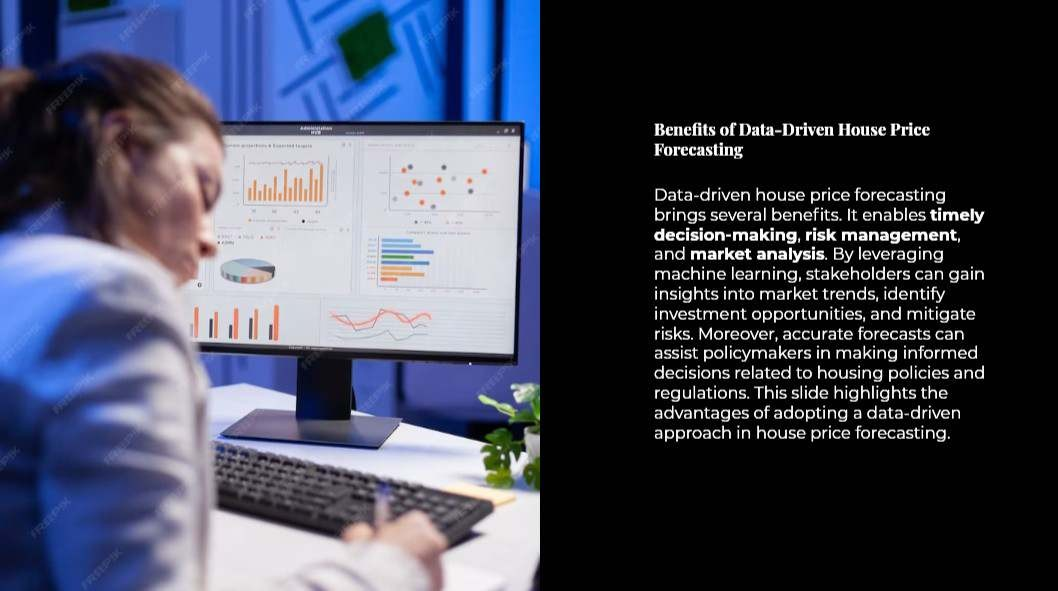 Administration
HUB
Benefits of Data-Driven House Price
Forecasting
Data-driven house price forecasting
brings several benefits. It enables timely
decision-making, risk management,
and market analysis. By leveraging
machine learning, stakeholders can gain
insights into market trends, identify
investment opportunities, and mitigate
risks. Moreover, accurate forecasts can
assist policymakers in making informed
decisions related to housing policies and
regulations. This slide highlights the
advantages of adopting a data-driven
approach in house price forecasting.